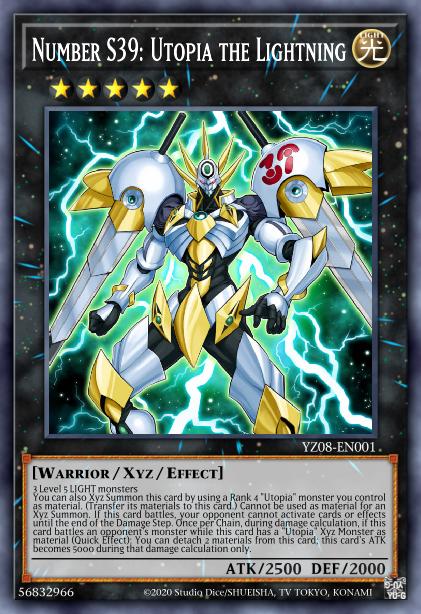 NUMBER S39: UTOPIA THE LIGHTNING
LIGHT
光
39
YZ08-EN001
[WARRIOR / XYZ / EFFECT]
3 Level 5 LIGHT monsters
You can also Xyz Summon this card by using a Rank 4 "Utopia" monster you control
as material. (Transfer its materials to this card.) Cannot be used as material for an
Xyz Summon. If this card battles, your opponent cannot activate cards or effects
until the end of the Damage Step. Once per Chain, during damage calculation, if this
card battles an opponent's monster while this card has a "Utopia" Xyz Monster as
material (Quick Effect): You can detach 2 materials from this card; this card's ATK
becomes 5000 during that damage calculation only.
ATK/2500 DEF/2000
56832966
©2020 Studio Dice/SHUEISHA, TV TOKYO, KONAMI